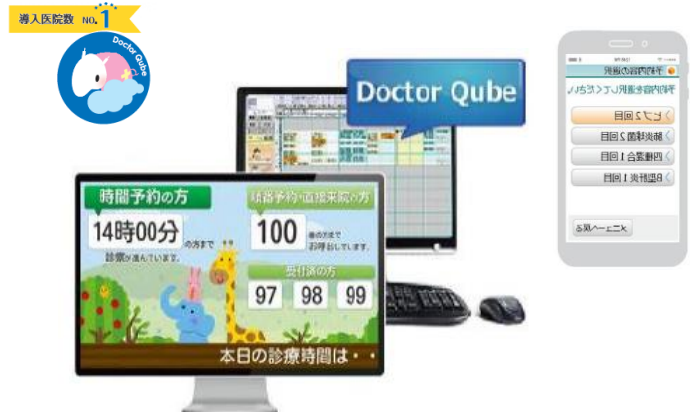 導入医院数 NO.1
Doctor Qube
Doctor Qube
時間予約の方
14時00分
の方まで
診察が進んでいます。
順番予約・直接来院の方
100
番の方まで
お呼出しています。
受付済の方
97 98 99
本日の診療時間は・・
予約内容の選択
予約内容を選択してください。
ヒブ2回目
肺炎球菌2回目
四種混合1回目
B型肝炎1回目
メニューへ戻る